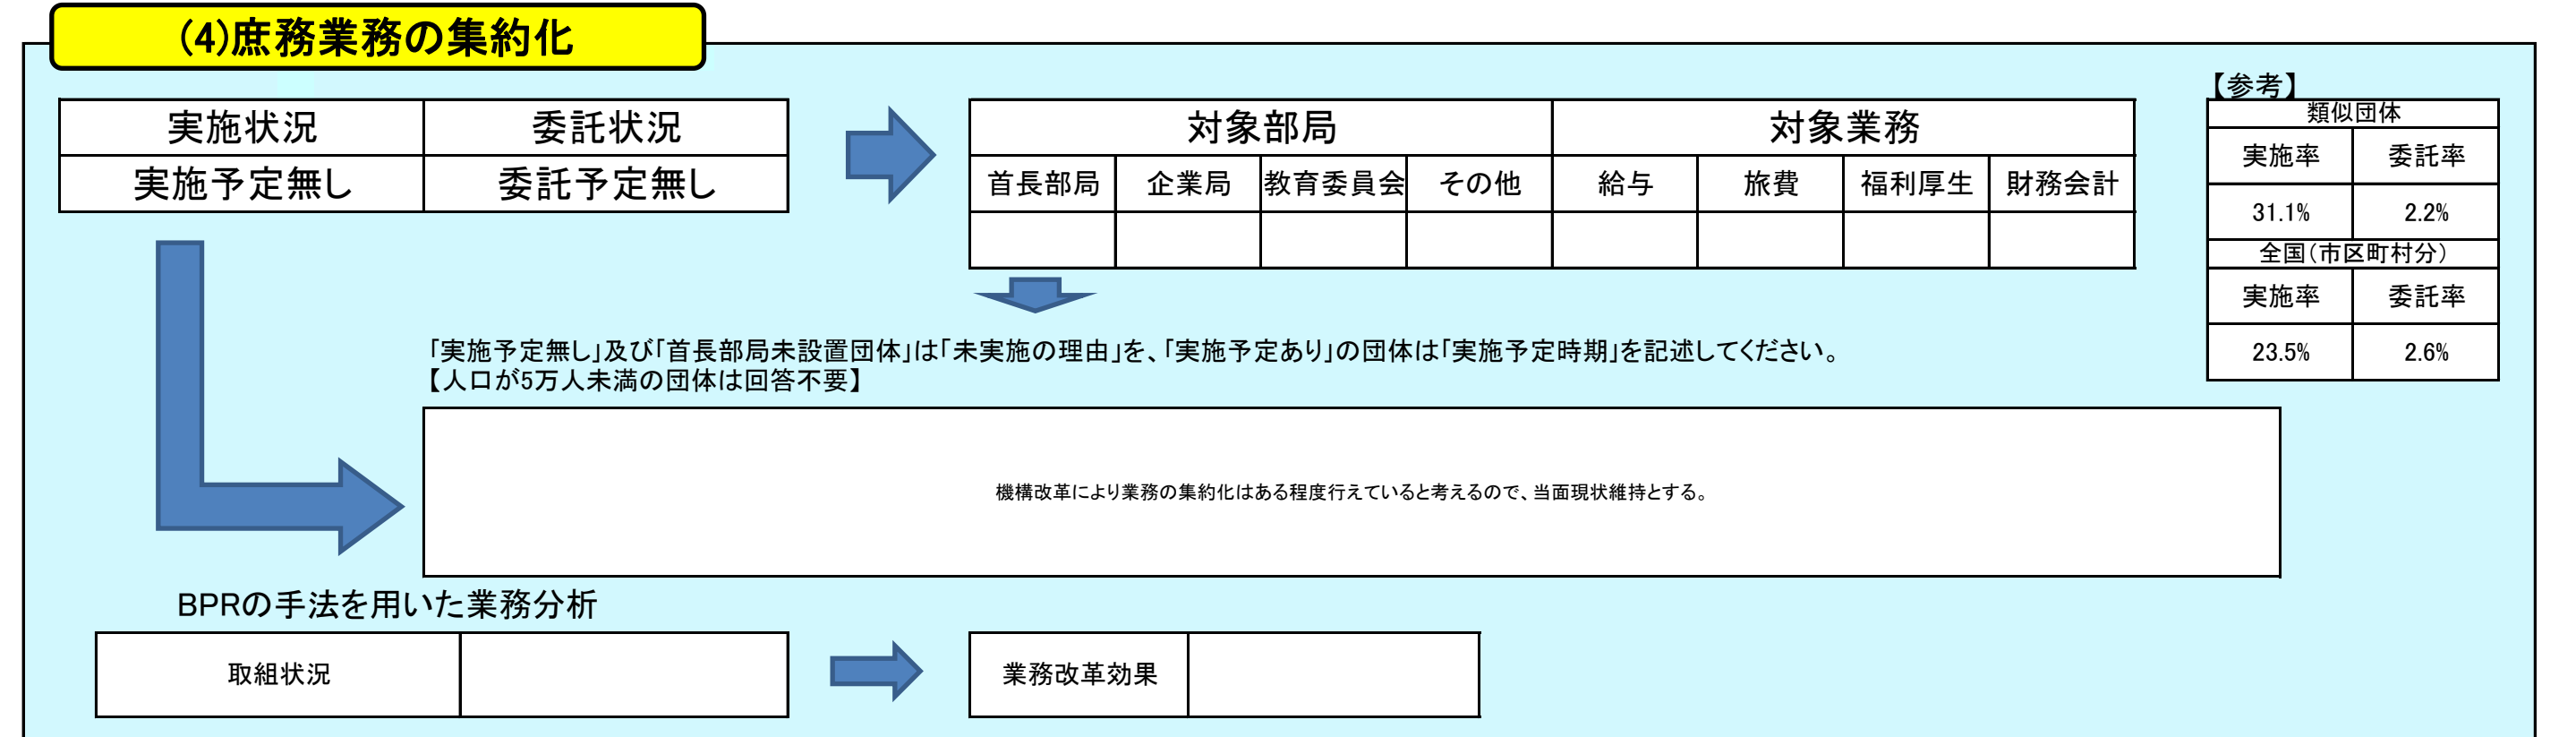 (4)庶務業務の集約化
実施状況 委託状況
実施予定無し 委託予定無し
対象部局 対象業務
首長部局 企業局 教育委員会 その他 給与 旅費 福利厚生 財務会計
【参考】
類似団体
実施率 委託率
31.1% 2.2%
全国(市区町村分)
実施率 委託率
23.5% 2.6%
「実施予定無し」及び「首長部局未設置団体」は「未実施の理由」を、「実施予定あり」の団体は「実施予定時期」を記述してください。
【人口が5万人未満の団体は回答不要】
機構改革により業務の集約化はある程度行えていると考えるので、当面現状維持とする。
BPRの手法を用いた業務分析
取組状況
業務改革効果